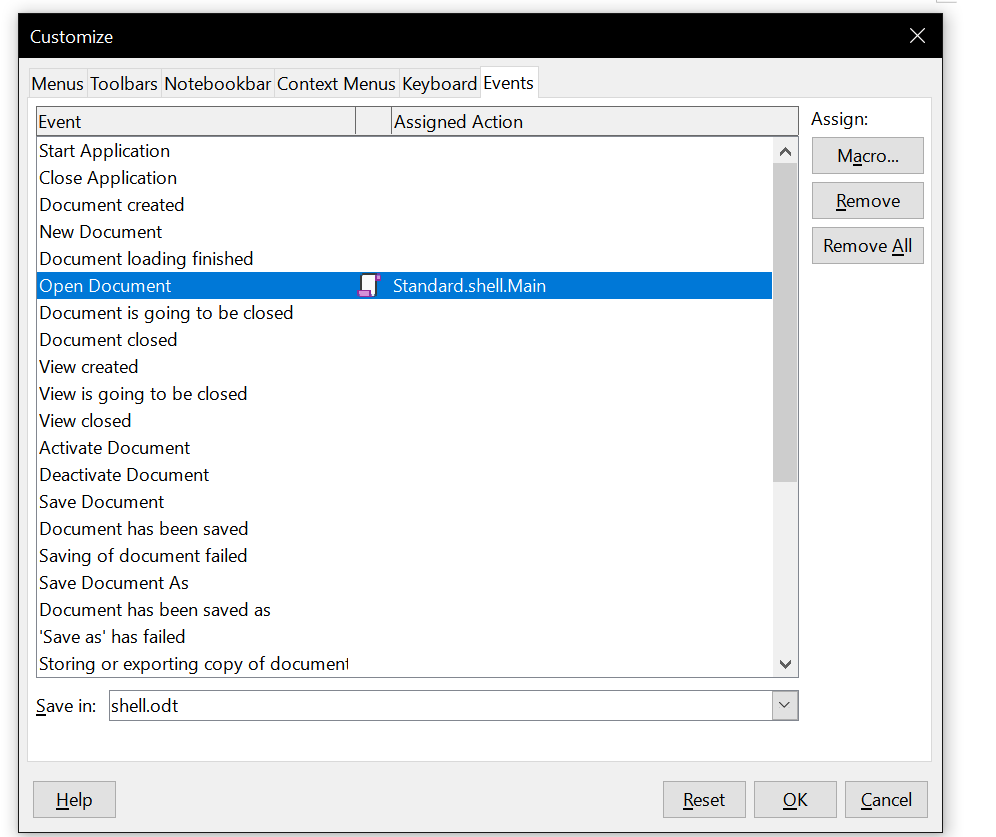 Customize
Menus Toolbars Notebookbar Context Menus Keyboard Events
Event Assigned Action
Assign:
Start Application
Macro...
Close Application
Document created
Remove
New Document
Remove All
Document loading finished
Open Document Standard.shell.Main
Document is going to be closed
Document closed
View created
View is going to be closed
View closed
Activate Document
Deactivate Document
Save Document
Document has been saved
Saving of document failed
Save Document As
Document has been saved as
'Save as' has failed
Storing or exporting copy of document
Save in: shell.odt
Help Reset OK Cancel